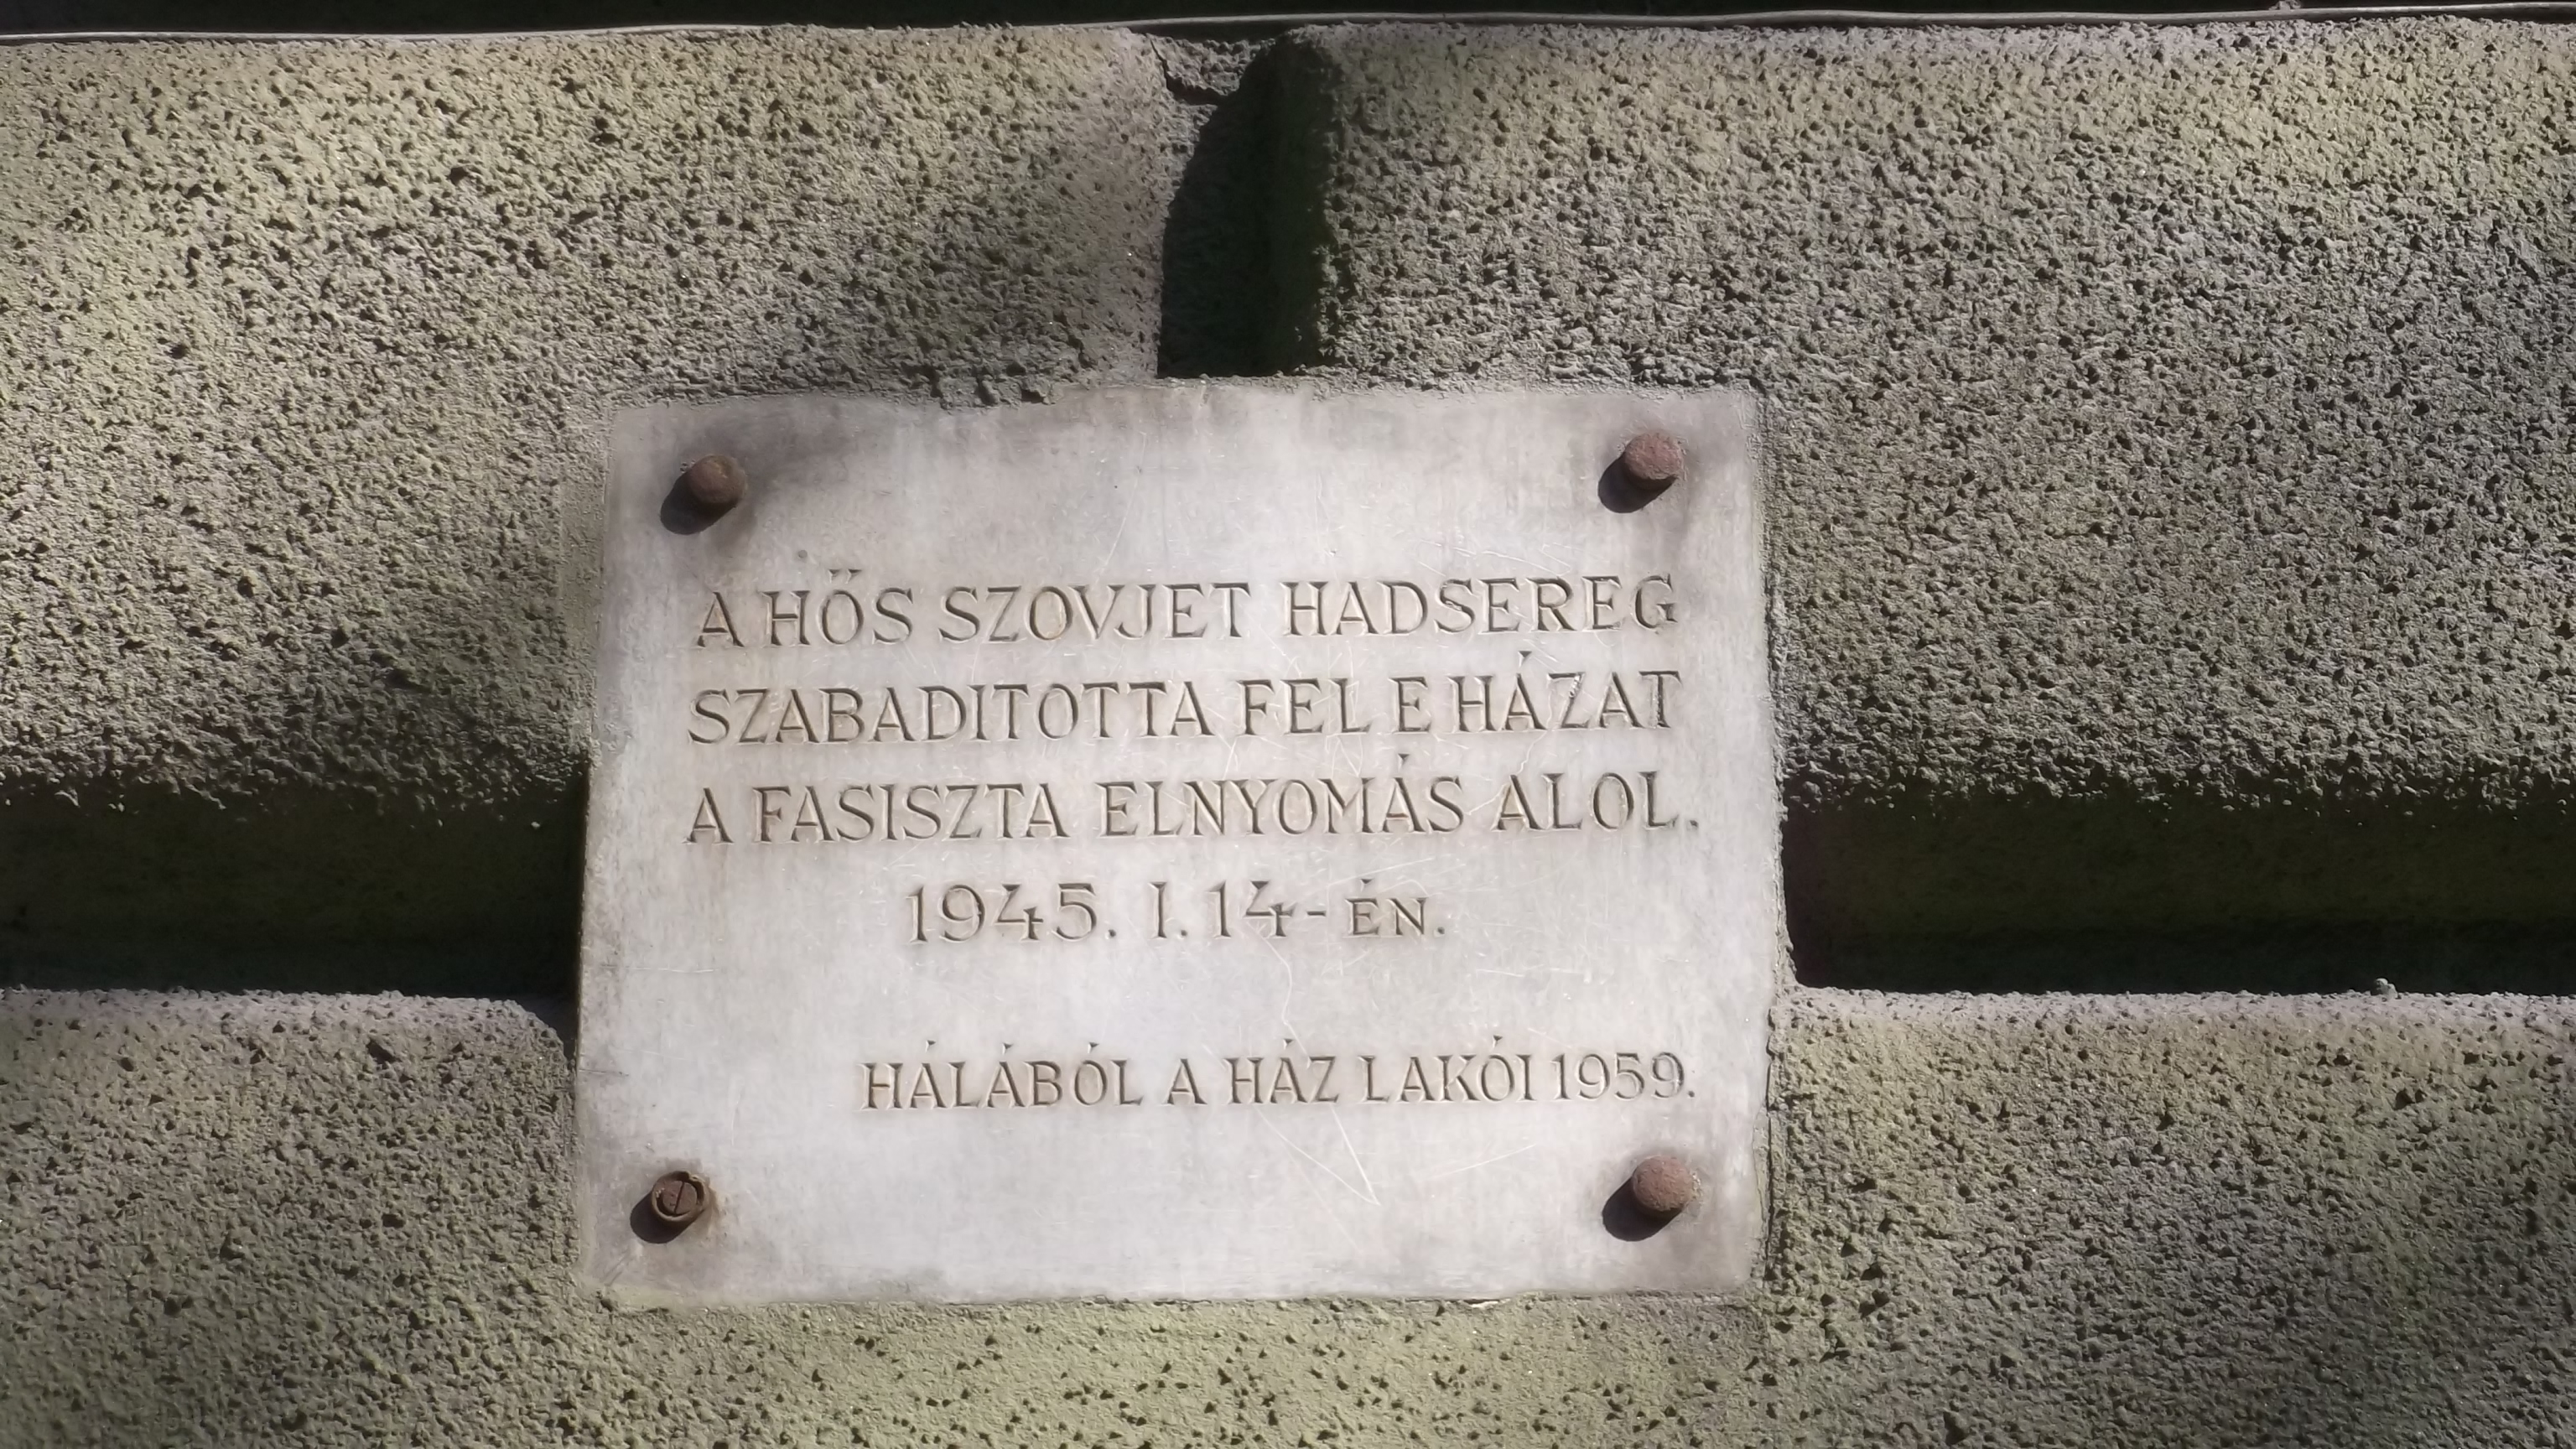 A HŐS SZOVJET HADSEREG
SZABADITOTTA FEL E HÁZAT
A FASISZTA ELNYOMÁS ALOL.
1945. I. 14-ÉN.
HÁLÁBÓL A HÁZ LAKÓI 1959.